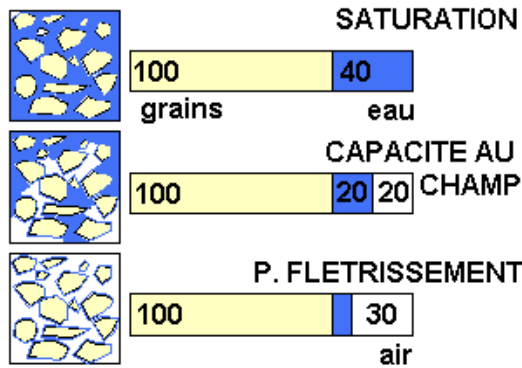 SATURATION
100 40
grains eau
CAPACITE AU
CHAMP
100 20 20
P. FLETRISSEMENT
100 30
air